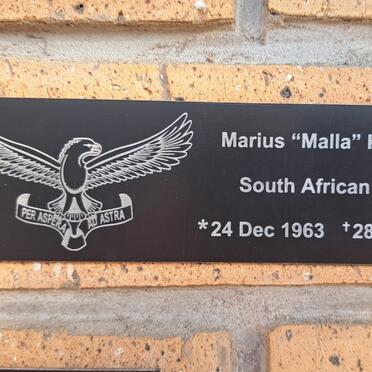 PER ASPERA AD ASTRA
Marius “Malla”
South African
*24 Dec 1963 †28